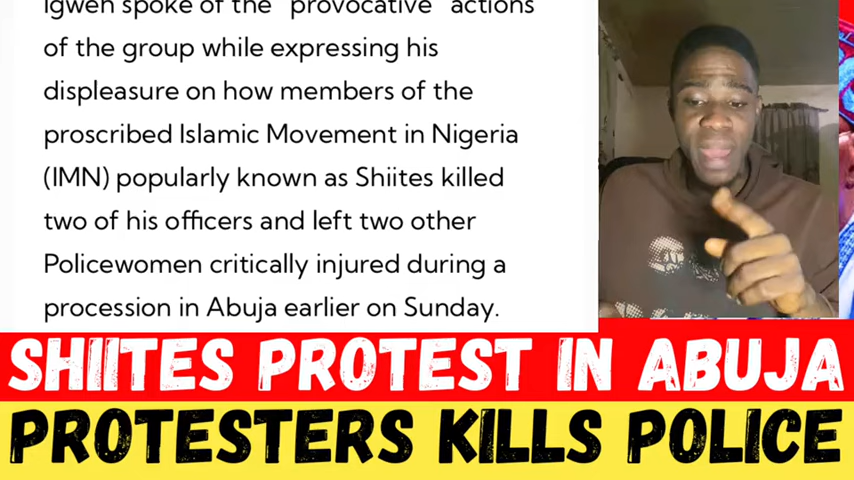 Igweh spoke of the "provocative" actions
of the group while expressing his
displeasure on how members of the
proscribed Islamic Movement in Nigeria
(IMN) popularly known as Shiites killed
two of his officers and left two other
Policewomen critically injured during a
procession in Abuja earlier on Sunday.
SHIITES PROTEST IN ABUJA
PROTESTERS KILLS POLICE